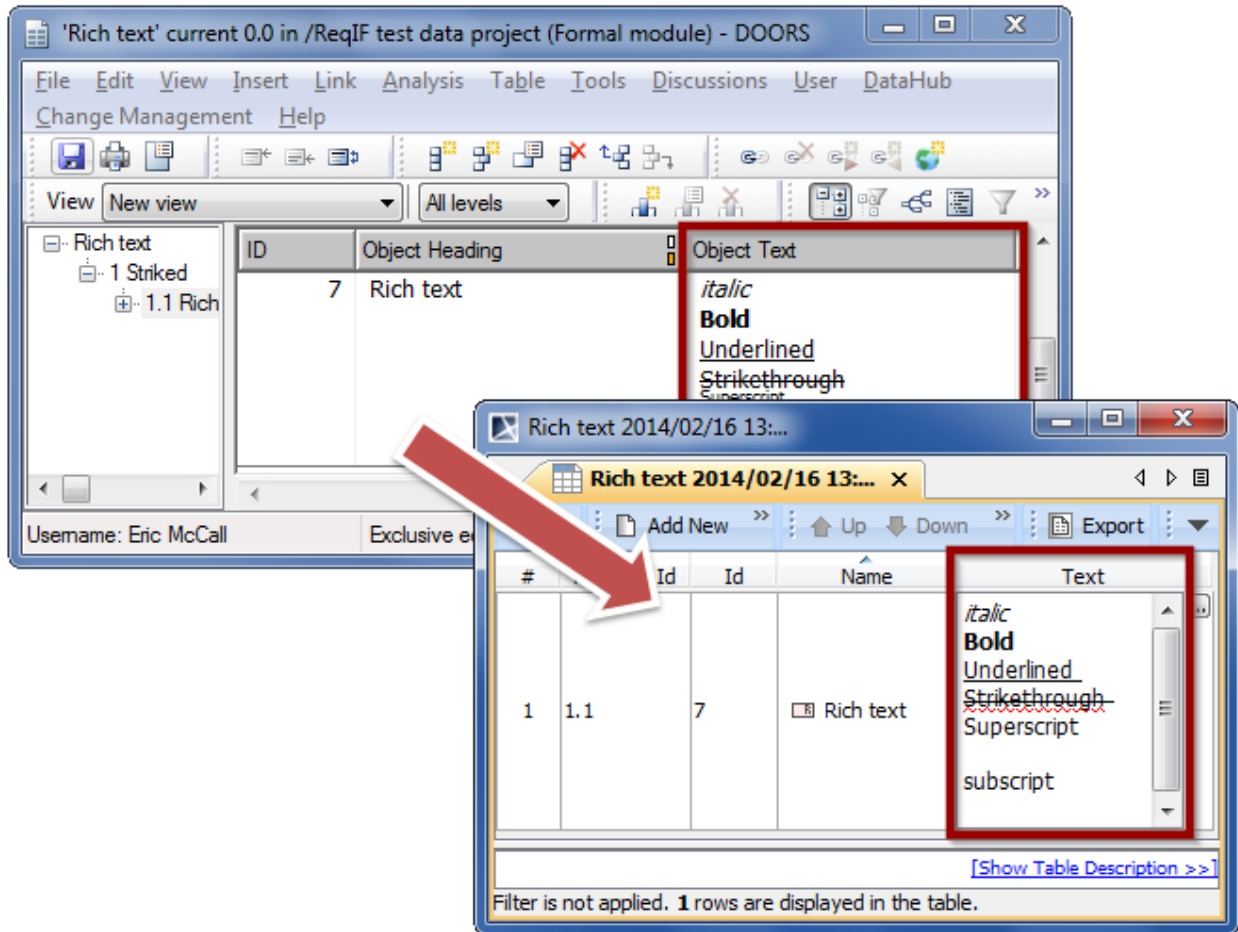 'Rich text' current 0.0 in /ReqIF test data project (Formal module) - DOORS
File Edit View Insert Link Analysis Table Tools Discussions User DataHub
Change Management Help
View New view All levels
Rich text
1 Striked
1.1 Rich
ID Object Heading Object Text
7 Rich text
italic
Bold
Underlined
Strikethrough
Superscript
Username: Eric McCall Exclusive
Rich text 2014/02/16 13:...
Rich text 2014/02/16 13:...
Add New Up Down Export
# Id Id Name Text
1 1.1 7 Rich text
italic
Bold
Underlined
Strikethrough
Superscript
subscript
[Show Table Description >>]
Filter is not applied. 1 rows are displayed in the table.